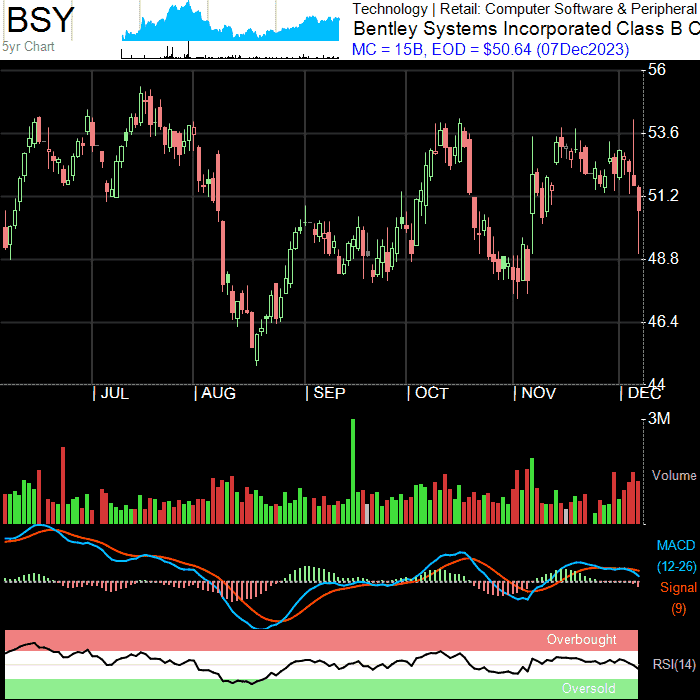 BSY
5yr Chart
Technology | Retail: Computer Software & Peripheral
Bentley Systems Incorporated Class B C
MC = 15B, EOD = $50.64 (07Dec2023)
56
53.6
51.2
48.8
46.4
44
JUL
AUG
SEP
OCT
NOV
DEC
3M
Volume
MACD
(12-26)
Signal
(9)
Overbought
RSI(14)
Oversold